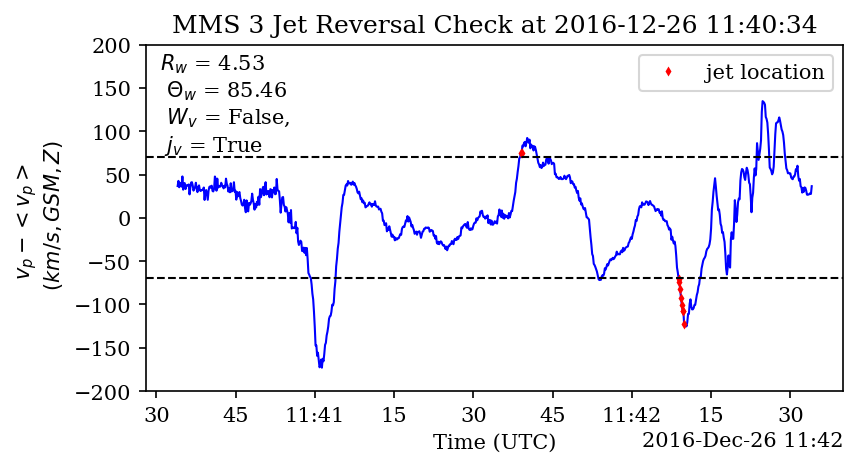 MMS 3 Jet Reversal Check at 2016-12-26 11:40:34
R_w = 4.53
Θ_w = 85.46
W_v = False,
j_v = True
jet location
200
150
100
50
0
−50
−100
−150
−200
v_p − < v_p >
(km/s, GSM, Z)
30 45 11:41 15 30 45 11:42 15 30
Time (UTC)
2016-Dec-26 11:42